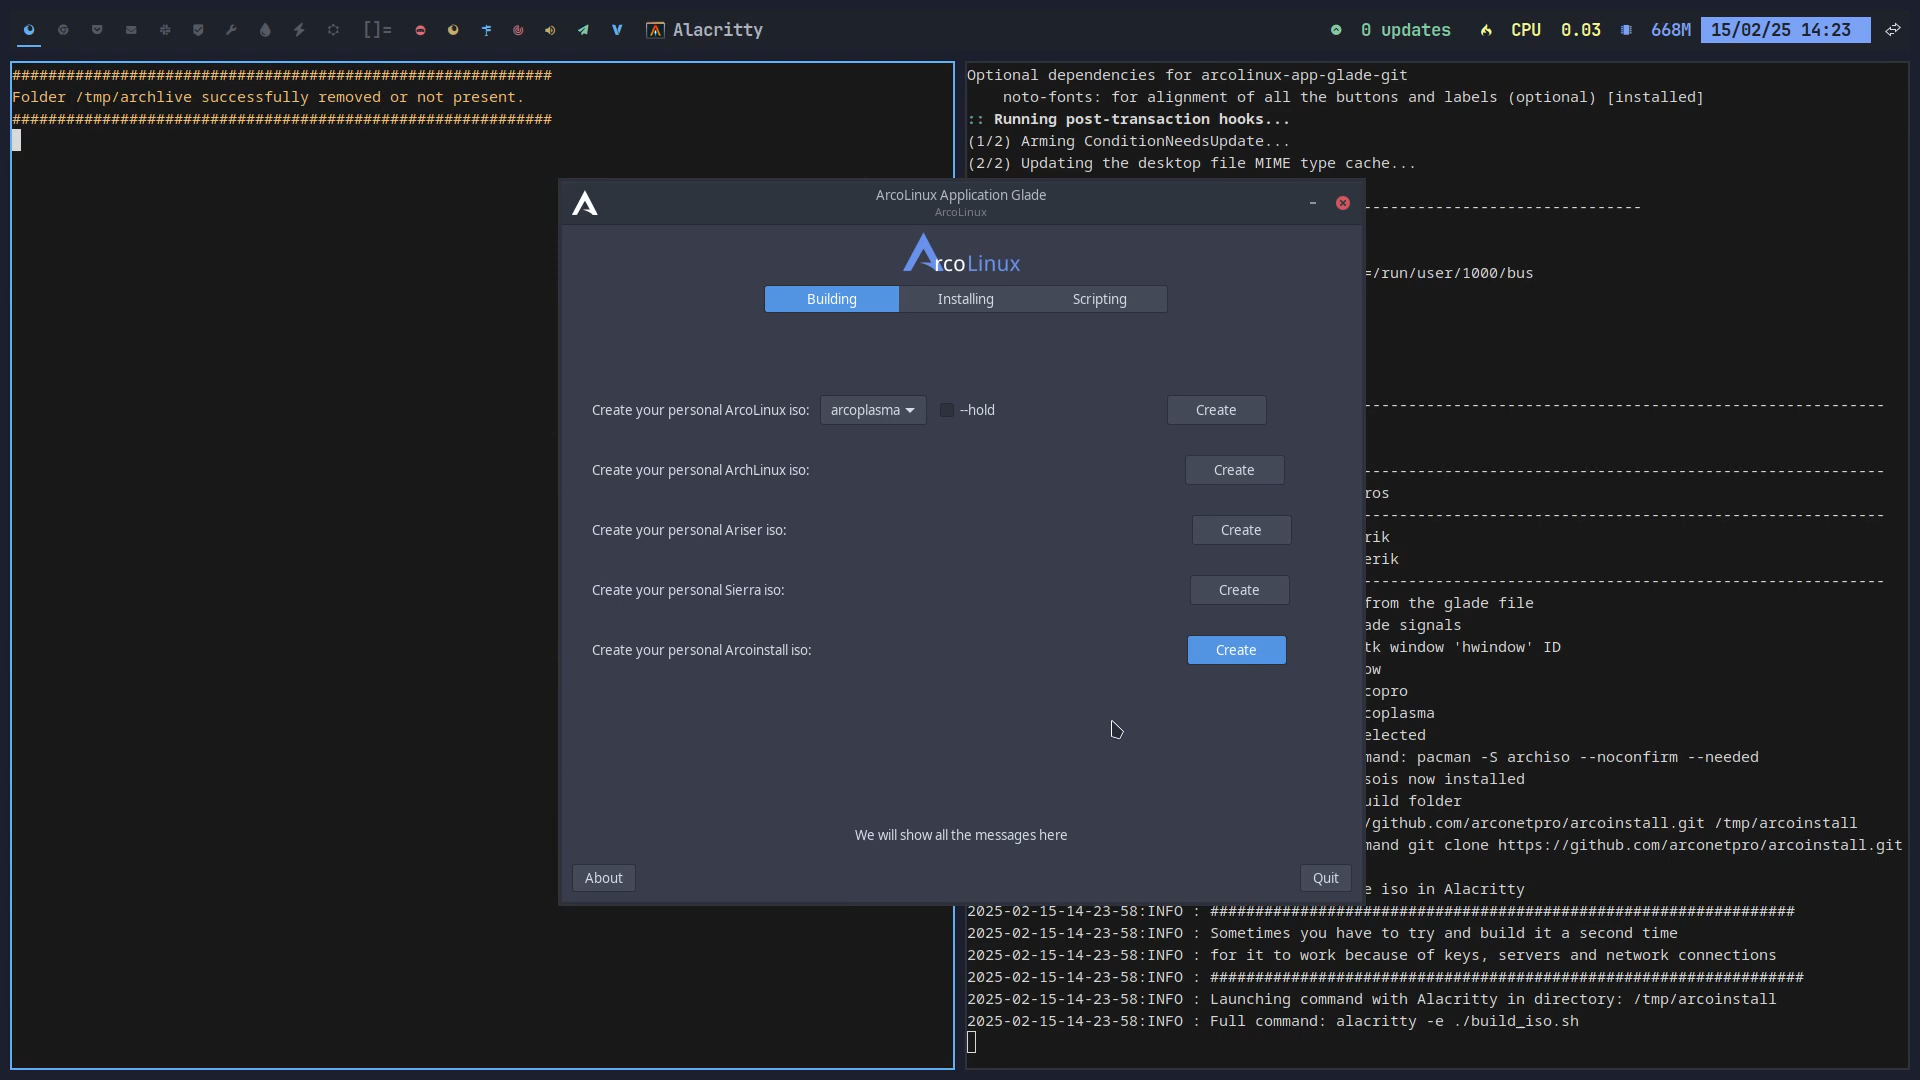 []= Alacritty 0 updates CPU 0.03 668M 15/02/25 14:23
############################################################
Folder /tmp/archlive successfully removed or not present.
############################################################
Optional dependencies for arcolinux-app-glade-git
noto-fonts: for alignment of all the buttons and labels (optional) [installed]
:: Running post-transaction hooks...
(1/2) Arming ConditionNeedsUpdate...
(2/2) Updating the desktop file MIME type cache...
ArcoLinux Application Glade
ArcoLinux
-------------------------------
ArcoLinux
=/run/user/1000/bus
Building Installing Scripting
----------------------------------------------------------
Create your personal ArcoLinux iso: arcoplasma --hold Create
----------------------------------------------------------
Create your personal ArchLinux iso: Create
ros
----------------------------------------------------------
Create your personal Ariser iso: Create
rik
erik
----------------------------------------------------------
Create your personal Sierra iso: Create
from the glade file
ade signals
tk window 'hwindow' ID
Create your personal Arcoinstall iso: Create
ow
copro
coplasma
elected
mand: pacman -S archiso --noconfirm --needed
sois now installed
uild folder
/github.com/arconetpro/arcoinstall.git /tmp/arcoinstall
We will show all the messages here
mand git clone https://github.com/arconetpro/arcoinstall.git
About Quit
e iso in Alacritty
2025-02-15-14-23-58:INFO : #################################################################
2025-02-15-14-23-58:INFO : Sometimes you have to try and build it a second time
2025-02-15-14-23-58:INFO : for it to work because of keys, servers and network connections
2025-02-15-14-23-58:INFO : ##################################################################
2025-02-15-14-23-58:INFO : Launching command with Alacritty in directory: /tmp/arcoinstall
2025-02-15-14-23-58:INFO : Full command: alacritty -e ./build_iso.sh